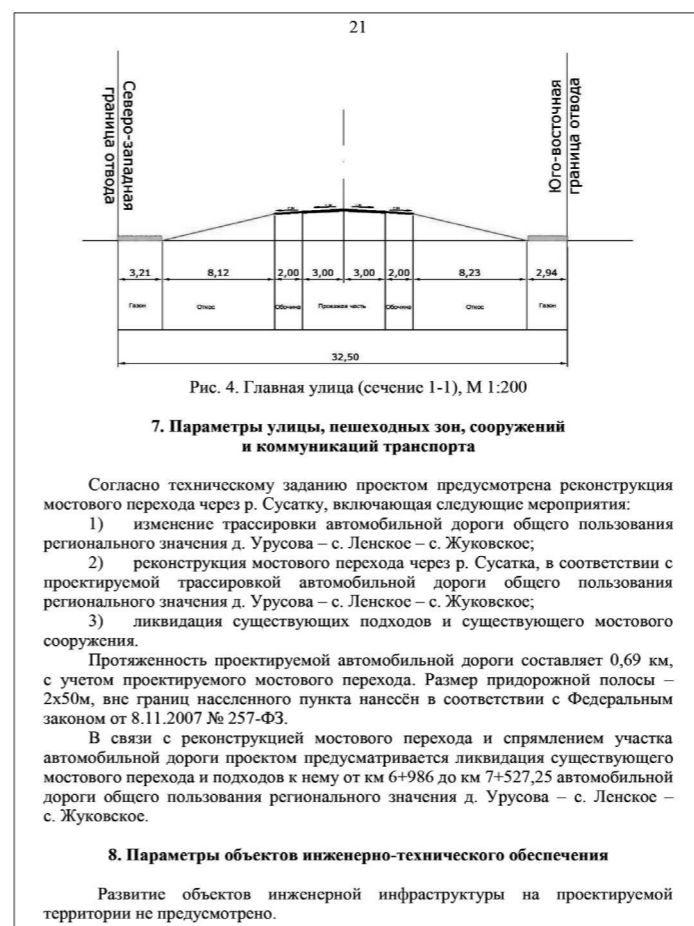 21
Северо-западная
граница отвода
Юго-восточная
граница отвода
3,21 8,12 2,00 3,00 3,00 2,00 8,23 2,94
Газон Откос Обочина Проезжая часть Обочина Откос Газон
32,50
Рис. 4. Главная улица (сечение 1-1), М 1:200
7. Параметры улицы, пешеходных зон, сооружений
и коммуникаций транспорта
Согласно техническому заданию проектом предусмотрена реконструкция
мостового перехода через р. Сусатку, включающая следующие мероприятия:
1) изменение трассировки автомобильной дороги общего пользования
регионального значения д. Урусова – с. Ленское – с. Жуковское;
2) реконструкция мостового перехода через р. Сусатка, в соответствии с
проектируемой трассировкой автомобильной дороги общего пользования
регионального значения д. Урусова – с. Ленское – с. Жуковское;
3) ликвидация существующих подходов и существующего мостового
сооружения.
Протяженность проектируемой автомобильной дороги составляет 0,69 км,
с учетом проектируемого мостового перехода. Размер придорожной полосы –
2х50м, вне границ населенного пункта нанесён в соответствии с Федеральным
законом от 8.11.2007 № 257-ФЗ.
В связи с реконструкцией мостового перехода и спрямлением участка
автомобильной дороги проектом предусматривается ликвидация существующего
мостового перехода и подходов к нему от км 6+986 до км 7+527,25 автомобильной
дороги общего пользования регионального значения д. Урусова – с. Ленское –
с. Жуковское.
8. Параметры объектов инженерно-технического обеспечения
Развитие объектов инженерной инфраструктуры на проектируемой
территории не предусмотрено.